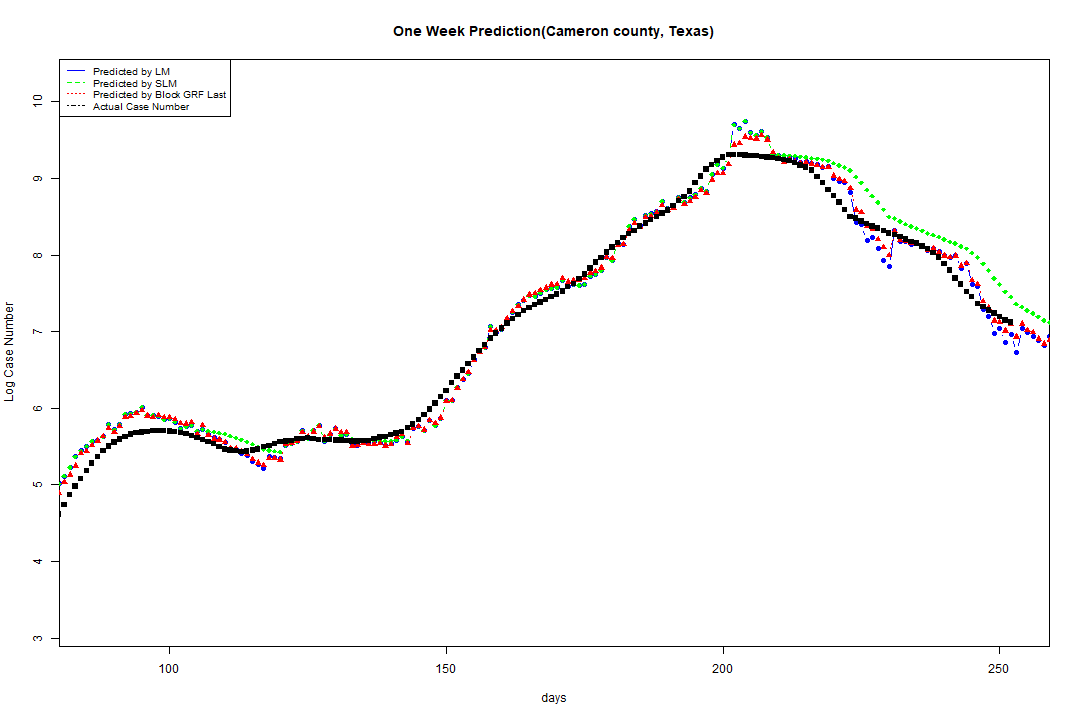 One Week Prediction(Cameron county, Texas)
Predicted by LM
Predicted by SLM
Predicted by Block GRF Last
Actual Case Number
Log Case Number
10
9
8
7
6
5
4
3
100 150 200 250
days